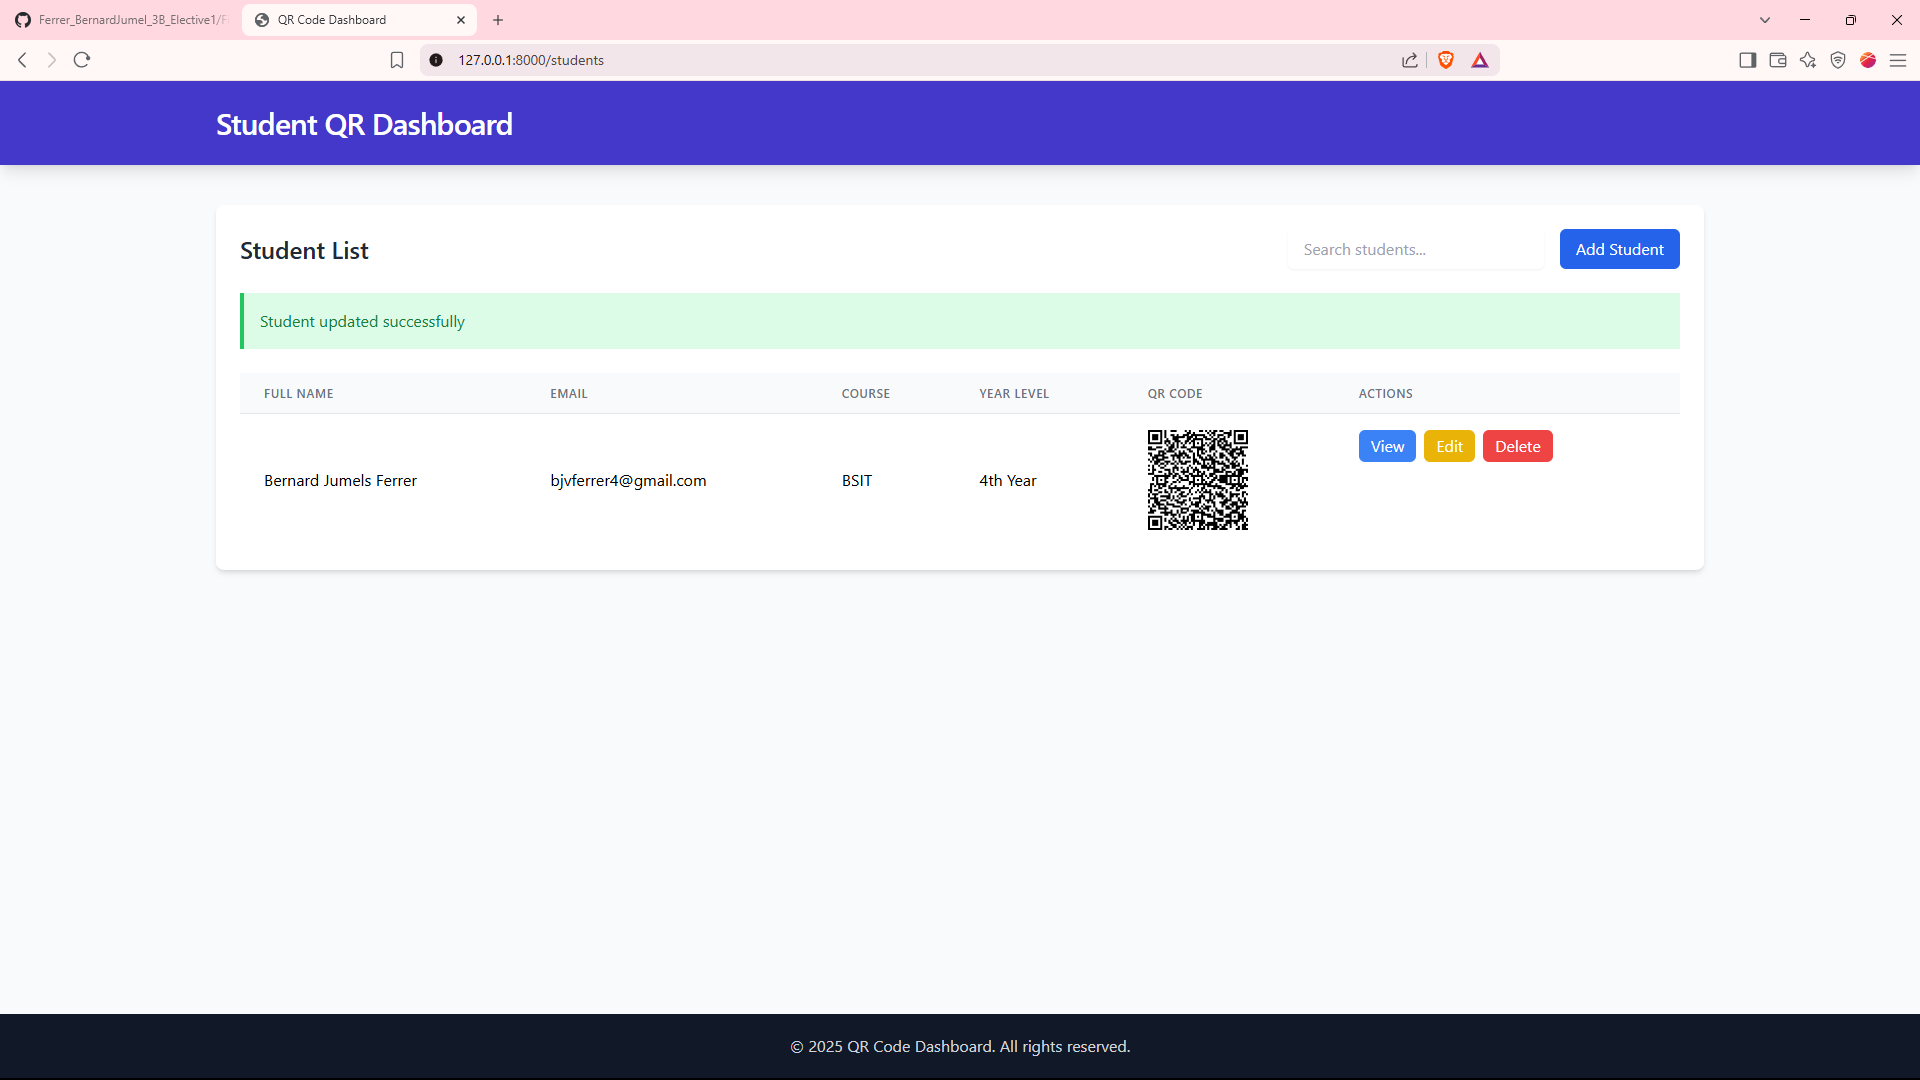 Ferrer_BernardJumel_3B_Elective1/
QR Code Dashboard
127.0.0.1:8000/students
Student QR Dashboard
Student List
Search students...
Add Student
Student updated successfully
FULL NAME EMAIL COURSE YEAR LEVEL QR CODE ACTIONS
Bernard Jumels Ferrer bjvferrer4@gmail.com BSIT 4th Year View Edit Delete
© 2025 QR Code Dashboard. All rights reserved.